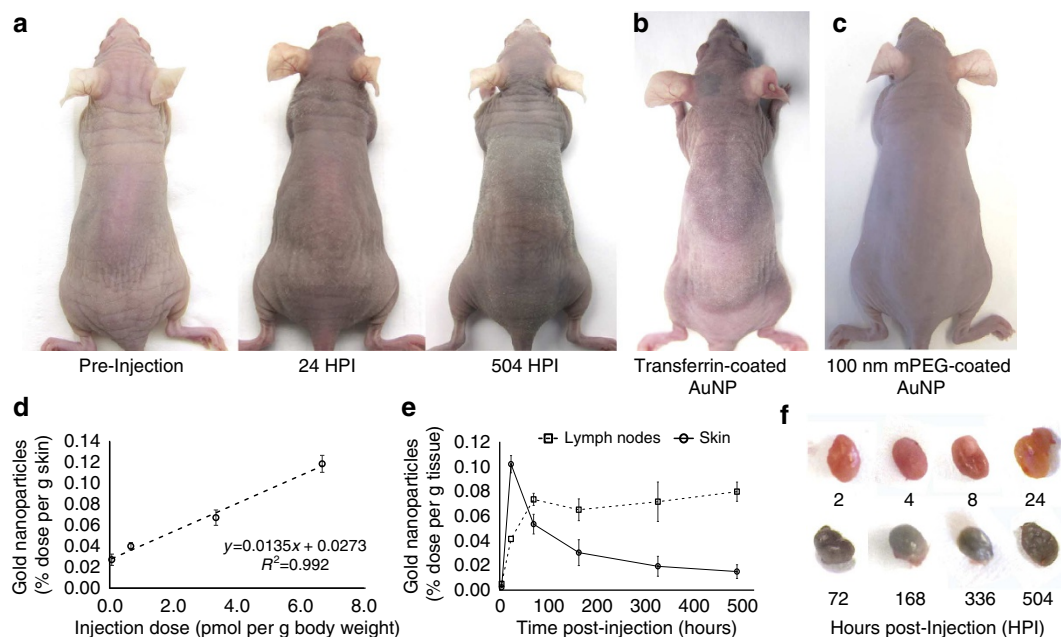 a
b
c
Pre-Injection
24 HPI
504 HPI
Transferrin-coated
AuNP
100 nm mPEG-coated
AuNP
d
Gold nanoparticles
(% dose per g skin)
0.14
0.12
0.10
0.08
0.06
0.04
0.02
0.00
y=0.0135x + 0.0273
R²=0.992
0.0 2.0 4.0 6.0 8.0
Injection dose (pmol per g body weight)
e
Gold nanoparticles
(% dose per g tissue)
Lymph nodes Skin
0.12
0.10
0.08
0.06
0.04
0.02
0.00
0 100 200 300 400 500
Time post-injection (hours)
f
2 4 8 24
72 168 336 504
Hours post-Injection (HPI)